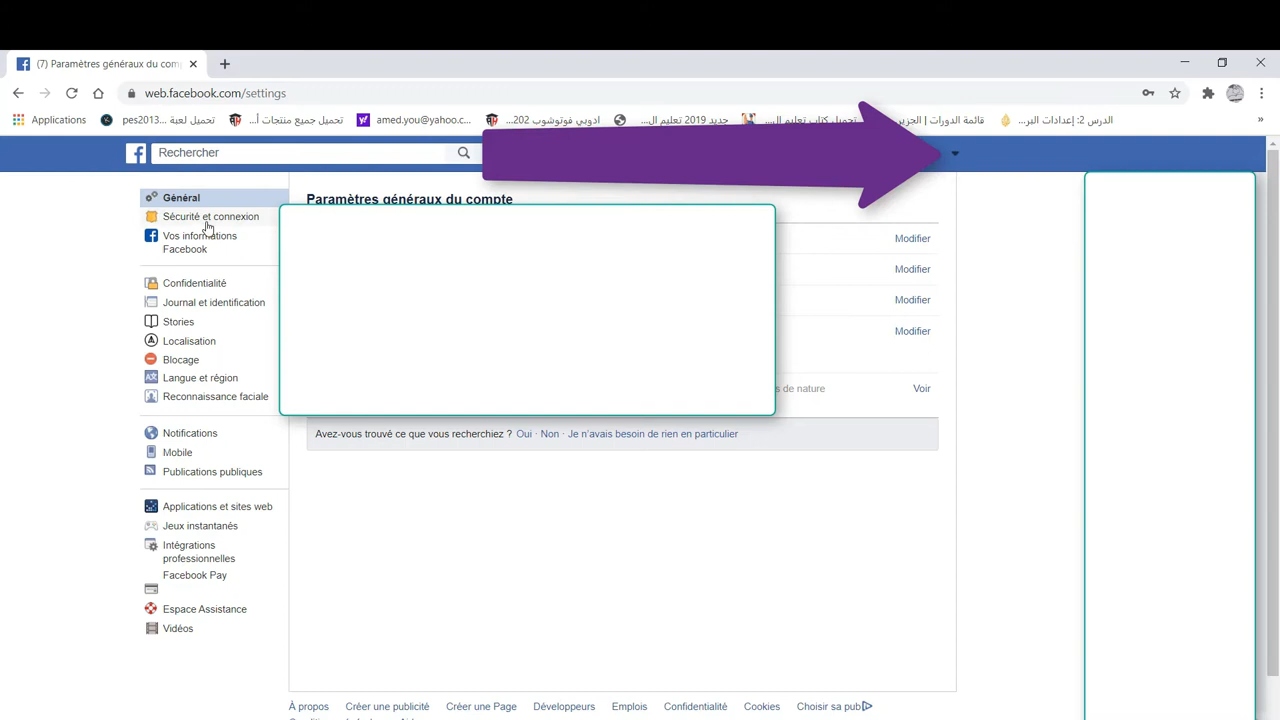 (7) Paramètres généraux du com
web.facebook.com/settings
Applications
تحميل لعبة pes2013...
تحميل جميع منتجات أ...
amed.you@yahoo.c...
ادوبي فوتوشوب 202...
جديد 2019 تعليم ال...
تحميل كتاب تعليم ال...
قائمة الدورات | الجزير
الدرس 2: إعدادات البر...
»
Rechercher
Général
Sécurité et connexion
Vos informations
Facebook
Confidentialité
Journal et identification
Stories
Localisation
Blocage
Langue et région
Reconnaissance faciale
Notifications
Mobile
Publications publiques
Applications et sites web
Jeux instantanés
Intégrations
professionnelles
Facebook Pay
Espace Assistance
Vidéos
Paramètres généraux du compte
Modifier
Modifier
Modifier
Modifier
s de nature Voir
Avez-vous trouvé ce que vous recherchiez ? Oui · Non · Je n'avais besoin de rien en particulier
À propos Créer une publicité Créer une Page Développeurs Emplois Confidentialité Cookies Choisir sa pub